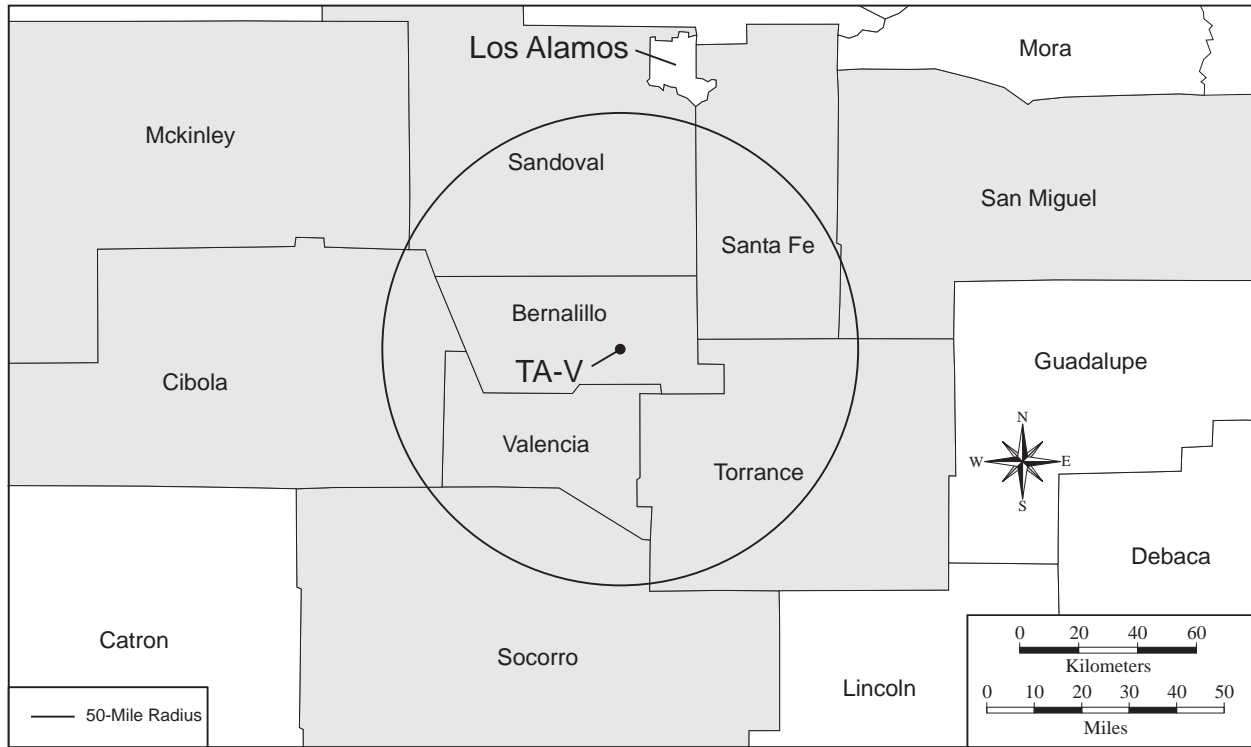 Los Alamos
Mora
Mckinley
Sandoval
San Miguel
Santa Fe
Bernalillo
TA-V
Guadalupe
Cibola
Valencia
Torrance
N
W E
S
Debaca
Catron
Socorro
Lincoln
0 20 40 60
Kilometers
0 10 20 30 40 50
Miles
50-Mile Radius